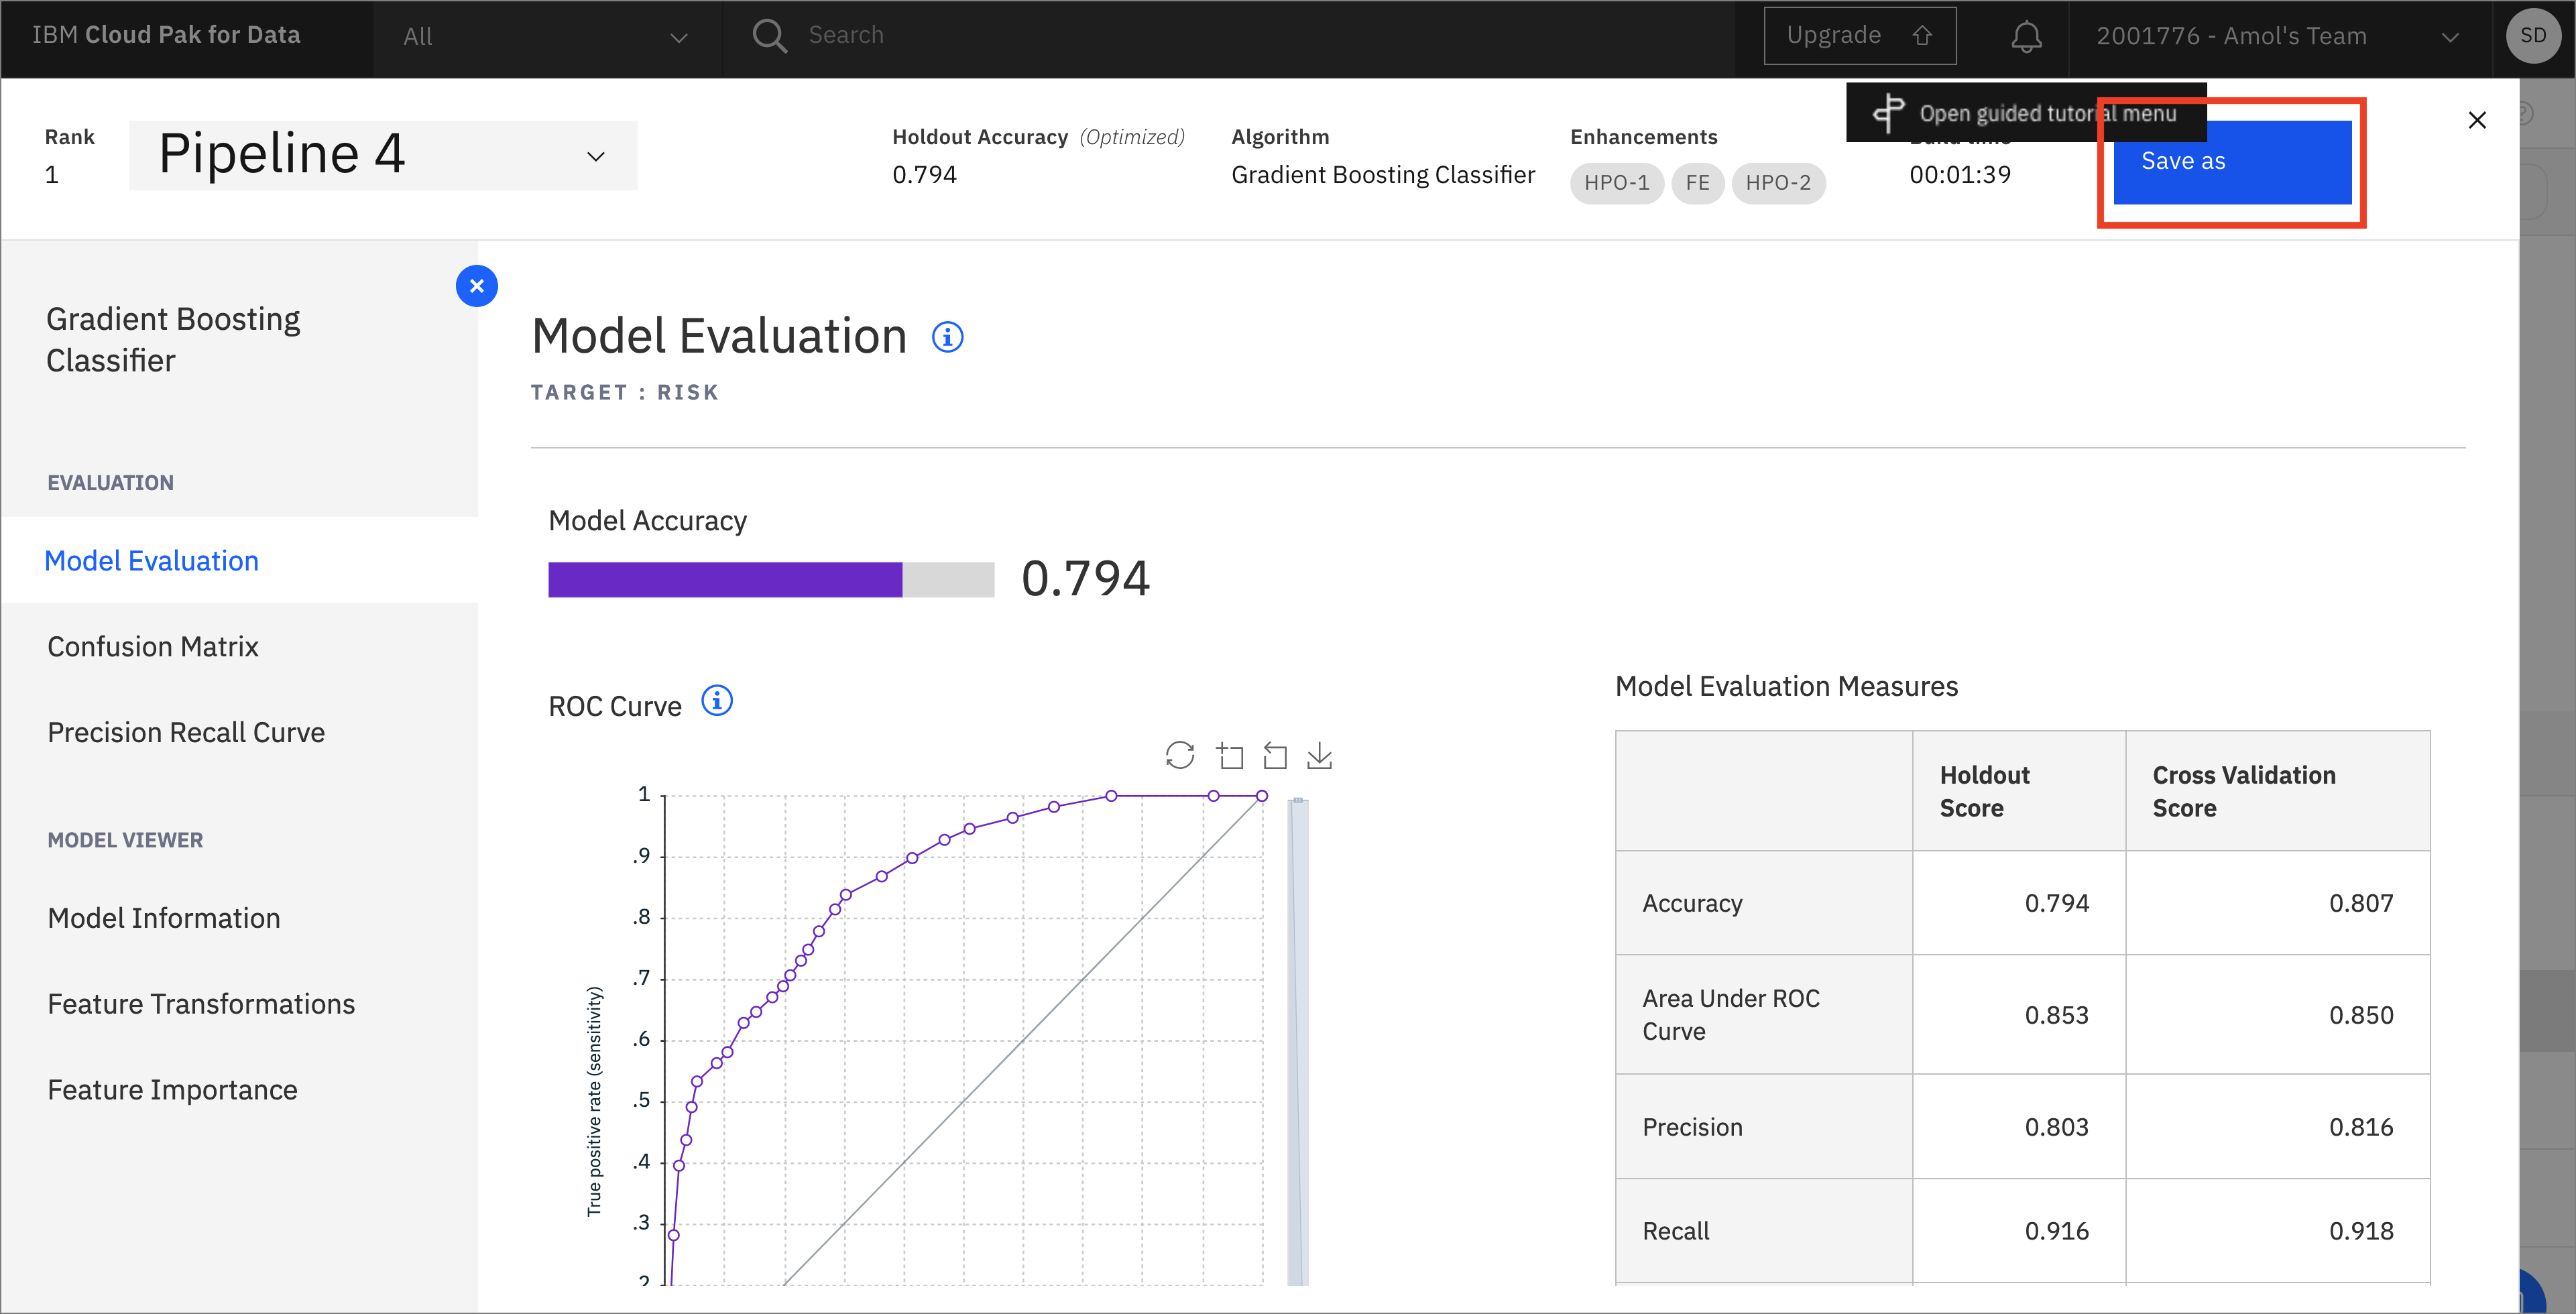 IBM Cloud Pak for Data
All
Search
Upgrade
2001776 - Amol's Team
SD
Open guided tutorial menu
Rank
1
Pipeline 4
Holdout Accuracy (Optimized)
0.794
Algorithm
Gradient Boosting Classifier
Enhancements
HPO-1 FE HPO-2
00:01:39
Save as
Gradient Boosting
Classifier
EVALUATION
Model Evaluation
Confusion Matrix
Precision Recall Curve
MODEL VIEWER
Model Information
Feature Transformations
Feature Importance
Model Evaluation
TARGET : RISK
Model Accuracy
0.794
ROC Curve
1
.9
.8
.7
.6
.5
.4
.3
.2
True positive rate (sensitivity)
Model Evaluation Measures
Holdout
Score
Cross Validation
Score
Accuracy 0.794 0.807
Area Under ROC
Curve
0.853 0.850
Precision 0.803 0.816
Recall 0.916 0.918